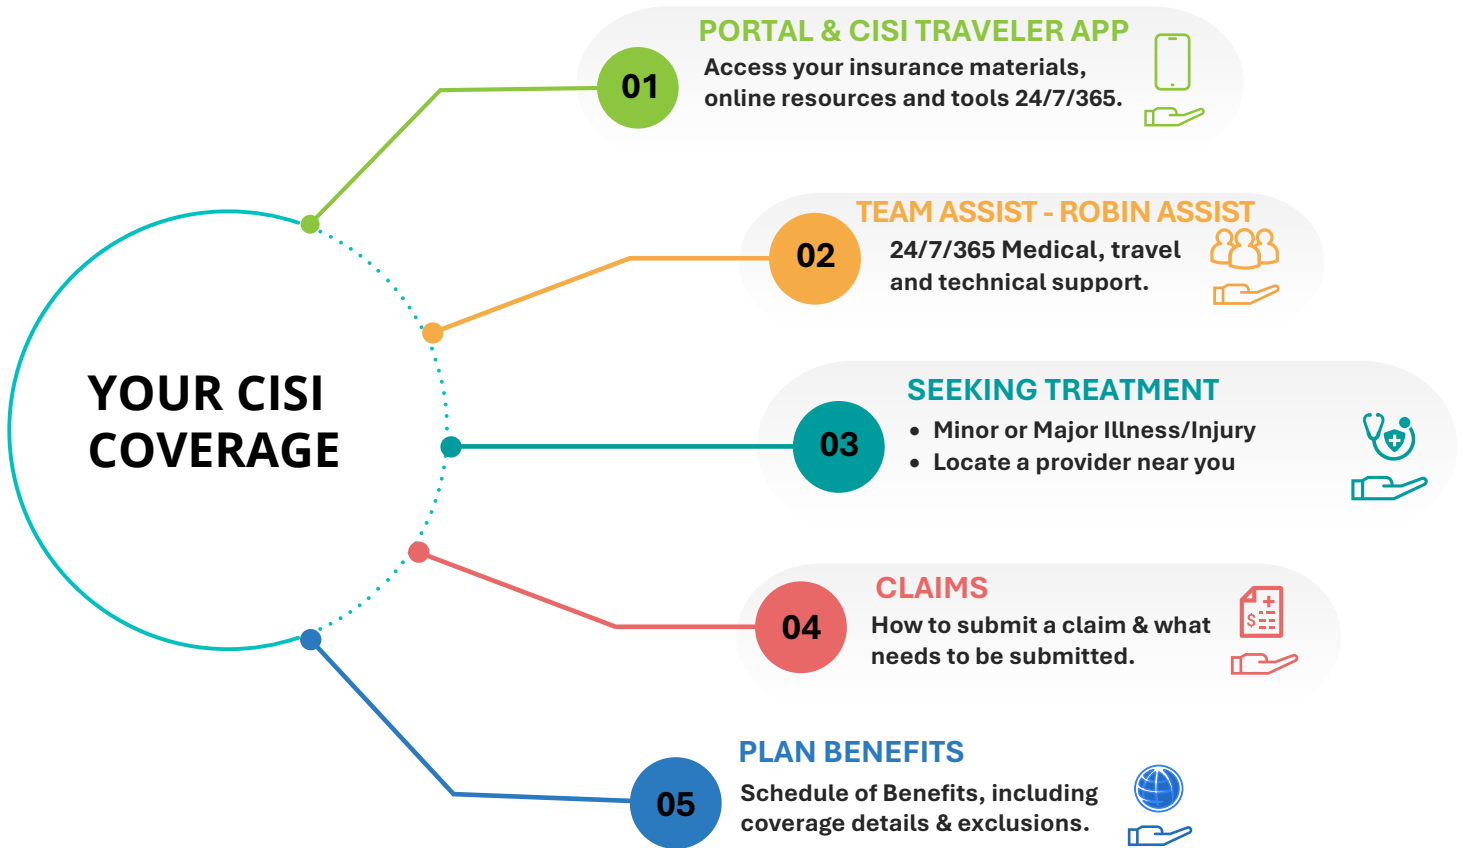 YOUR CISI
COVERAGE
01
PORTAL & CISI TRAVELER APP
Access your insurance materials,
online resources and tools 24/7/365.
02
TEAM ASSIST - ROBIN ASSIST
24/7/365 Medical, travel
and technical support.
03
SEEKING TREATMENT
• Minor or Major Illness/Injury
• Locate a provider near you
04
CLAIMS
How to submit a claim & what
needs to be submitted.
$
05
PLAN BENEFITS
Schedule of Benefits, including
coverage details & exclusions.